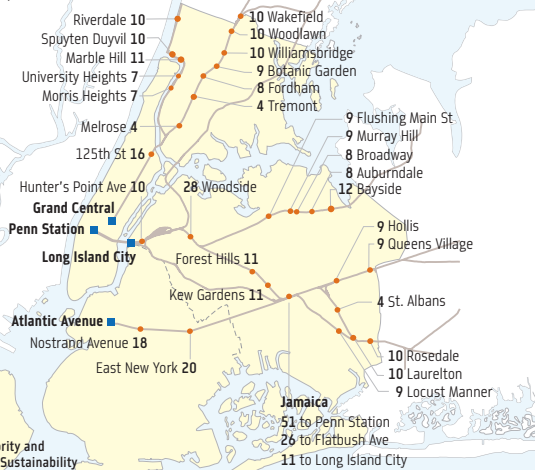 Riverdale 10
Spuyten Duyvil 10
Marble Hill 11
University Heights 7
Morris Heights 7
Melrose 4
125th St 16
Hunter's Point Ave 10
Grand Central
Penn Station
Long Island City
Atlantic Avenue
Nostrand Avenue 18
East New York 20
10 Wakefield
10 Woodlawn
10 Williamsbridge
9 Botanic Garden
8 Fordham
4 Tremont
28 Woodside
Forest Hills 11
Kew Gardens 11
9 Flushing Main St
9 Murray Hill
8 Broadway
8 Auburndale
12 Bayside
9 Hollis
9 Queens Village
4 St. Albans
10 Rosedale
10 Laurelton
9 Locust Manner
Jamaica
51 to Penn Station
26 to Flatbush Ave
11 to Long Island City
ority and
Sustainability